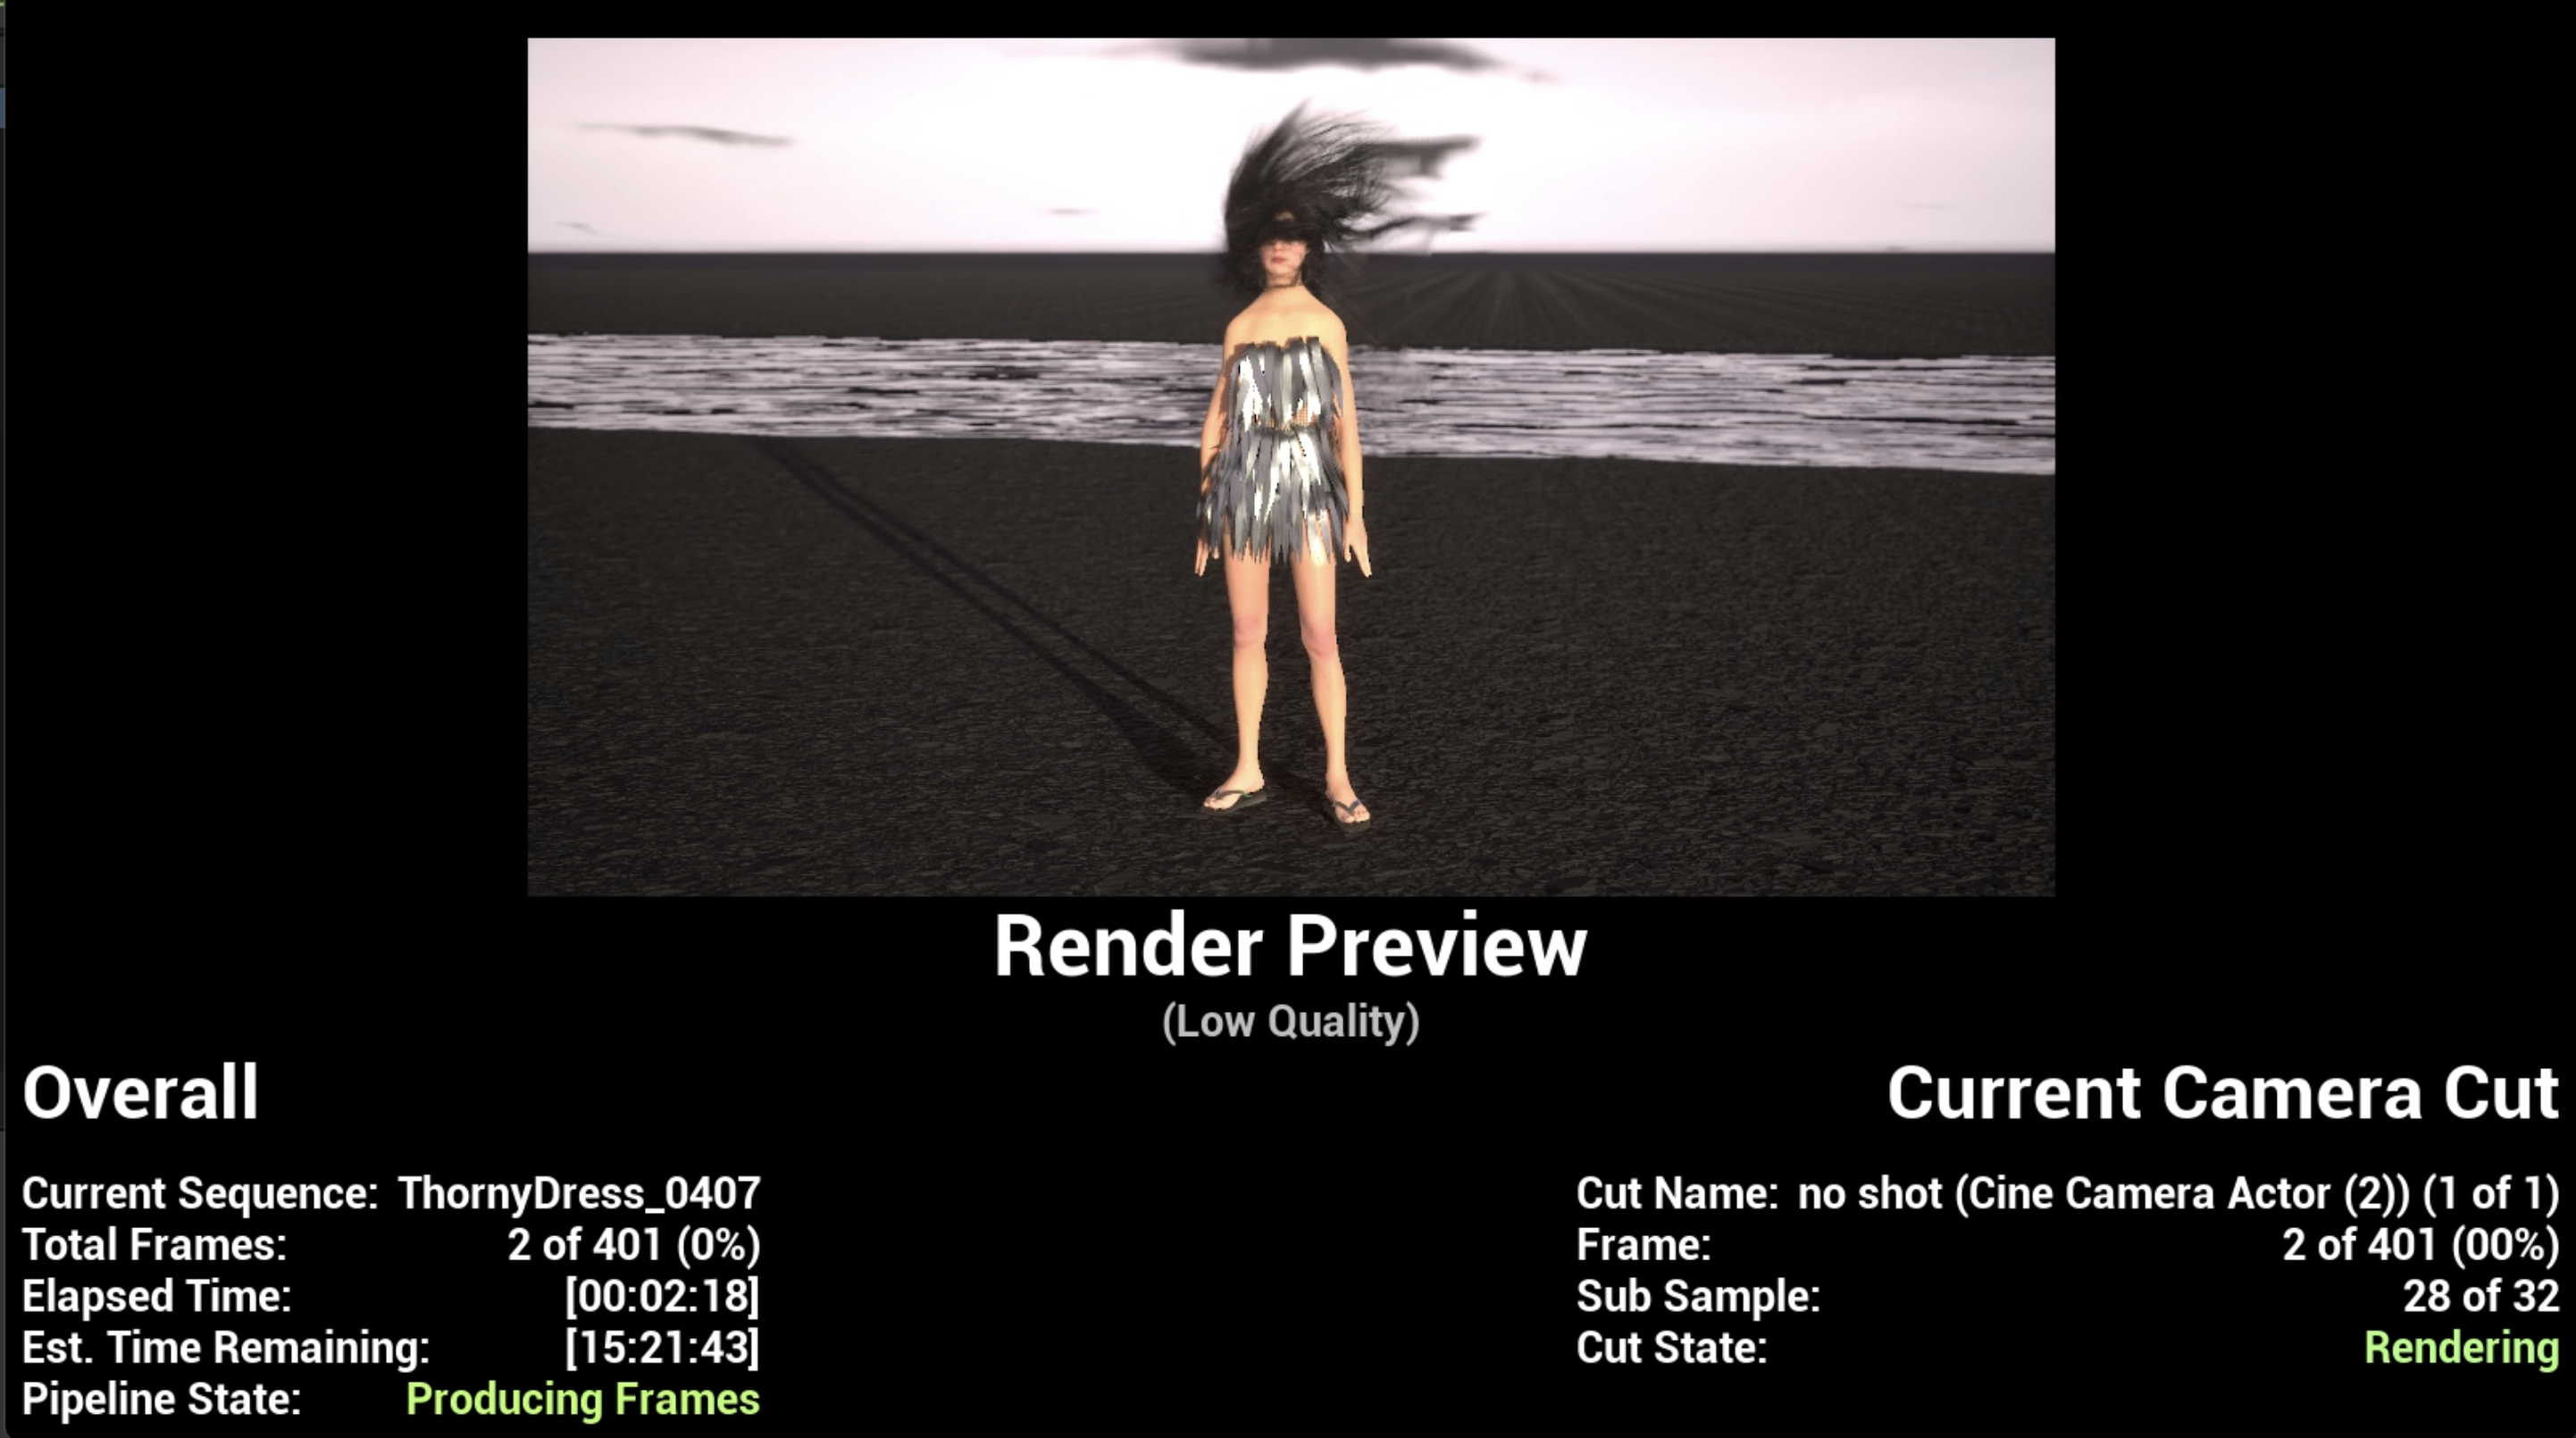 Render Preview
(Low Quality)
Overall
Current Sequence: ThornyDress_0407
Total Frames: 2 of 401 (0%)
Elapsed Time: [00:02:18]
Est. Time Remaining: [15:21:43]
Pipeline State: Producing Frames
Current Camera Cut
Cut Name: no shot (Cine Camera Actor (2)) (1 of 1)
Frame: 2 of 401 (00%)
Sub Sample: 28 of 32
Cut State: Rendering